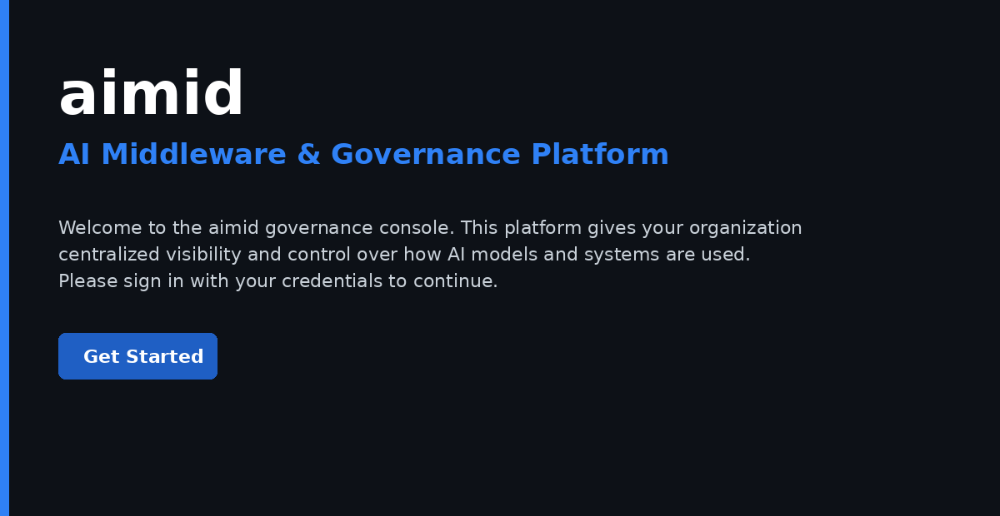 aimid
AI Middleware & Governance Platform
Welcome to the aimid governance console. This platform gives your organization
centralized visibility and control over how AI models and systems are used.
Please sign in with your credentials to continue.
Get Started